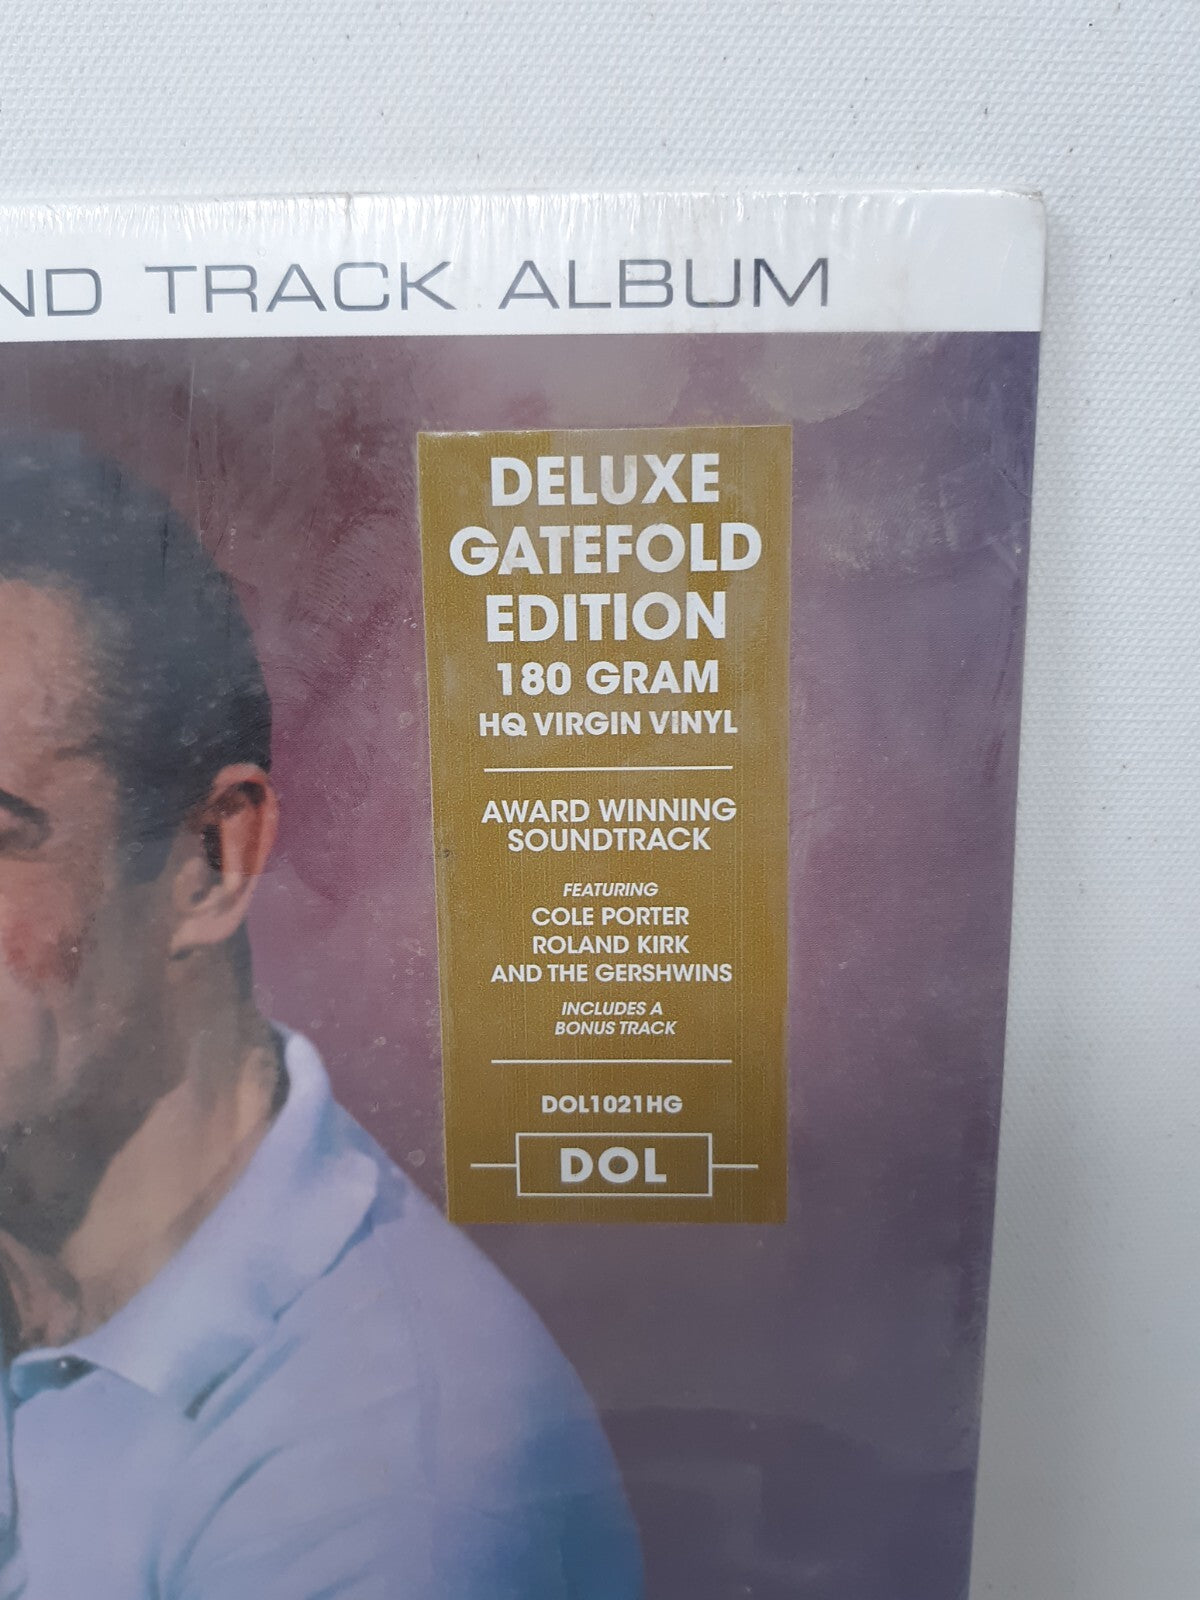 ND TRACK ALBUM
DELUXE
GATEFOLD
EDITION
180 GRAM
HQ VIRGIN VINYL
AWARD WINNING
SOUNDTRACK
FEATURING
COLE PORTER
ROLAND KIRK
AND THE GERSHWINS
INCLUDES A
BONUS TRACK
DOL1021HG
DOL